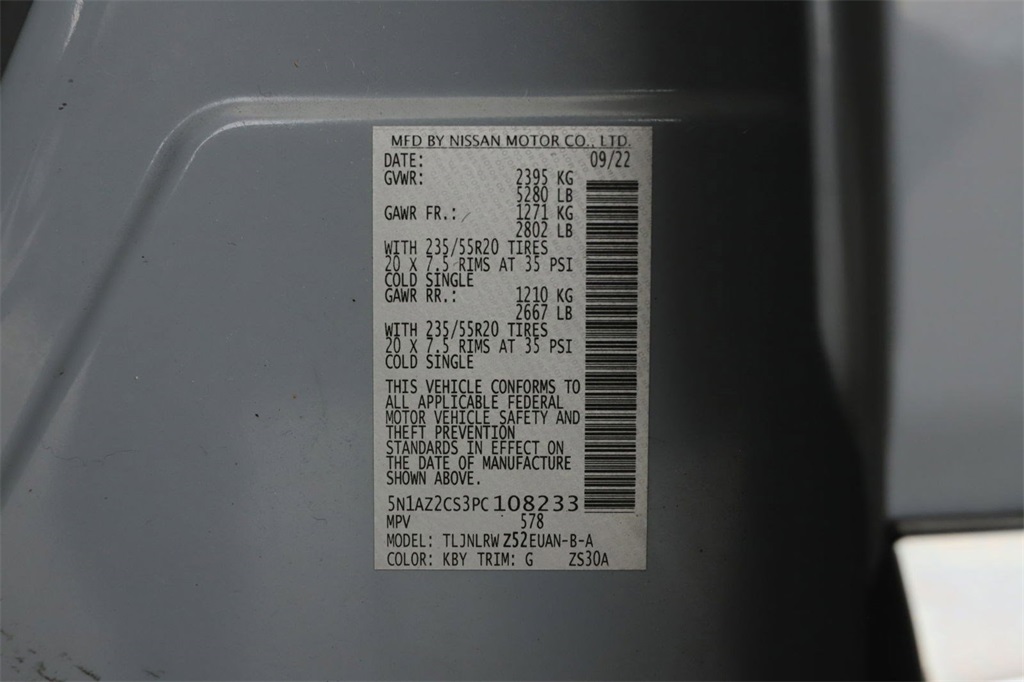 MFD BY NISSAN MOTOR CO., LTD.
DATE: 09/22
GVWR: 2395 KG
5280 LB
GAWR FR.: 1271 KG
2802 LB
WITH 235/55R20 TIRES
20 X 7.5 RIMS AT 35 PSI
COLD SINGLE
GAWR RR.: 1210 KG
2667 LB
WITH 235/55R20 TIRES
20 X 7.5 RIMS AT 35 PSI
COLD SINGLE
THIS VEHICLE CONFORMS TO
ALL APPLICABLE FEDERAL
MOTOR VEHICLE SAFETY AND
THEFT PREVENTION
STANDARDS IN EFFECT ON
THE DATE OF MANUFACTURE
SHOWN ABOVE.
5N1AZ2CS3PC108233
MPV 578
MODEL: TLJNLRWZ52EUAN-B-A
COLOR: KBY TRIM: G ZS30A